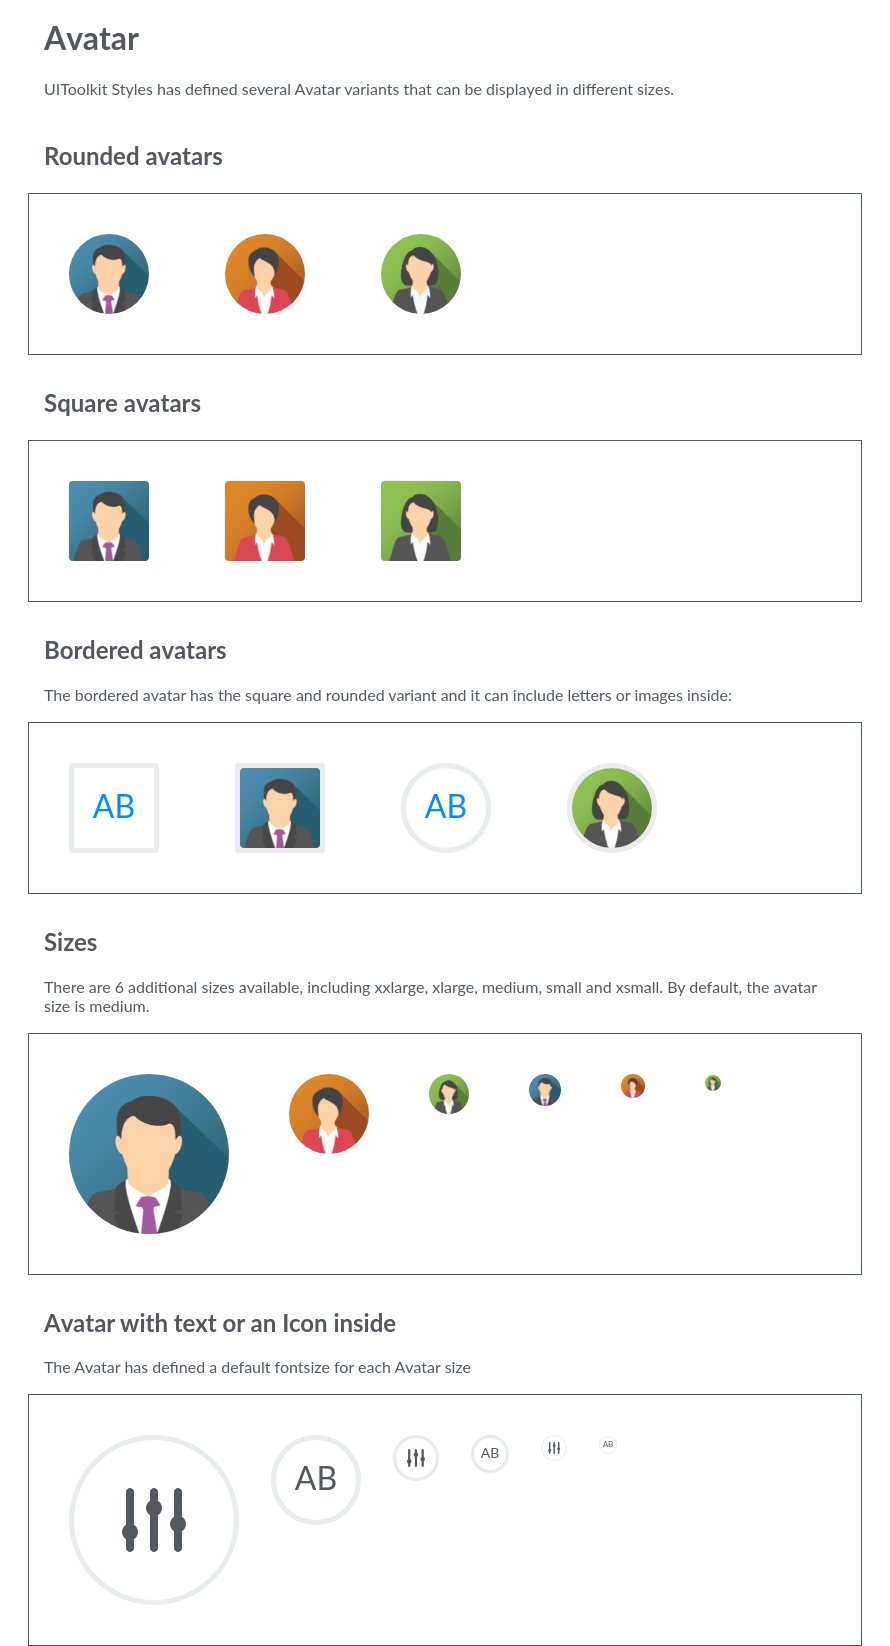 Avatar
UIToolkit Styles has defined several Avatar variants that can be displayed in different sizes.
Rounded avatars
Square avatars
Bordered avatars
The bordered avatar has the square and rounded variant and it can include letters or images inside:
AB
AB
Sizes
There are 6 additional sizes available, including xxlarge, xlarge, medium, small and xsmall. By default, the avatar
size is medium.
Avatar with text or an Icon inside
The Avatar has defined a default fontsize for each Avatar size
AB
AB
AB